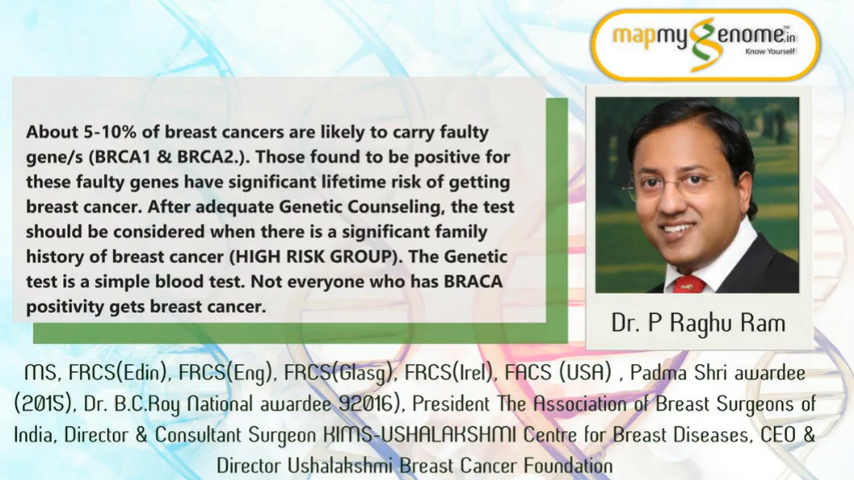 mapmygenome.in™
Know Yourself
About 5-10% of breast cancers are likely to carry faulty
gene/s (BRCA1 & BRCA2.). Those found to be positive for
these faulty genes have significant lifetime risk of getting
breast cancer. After adequate Genetic Counseling, the test
should be considered when there is a significant family
history of breast cancer (HIGH RISK GROUP). The Genetic
test is a simple blood test. Not everyone who has BRACA
positivity gets breast cancer.
Dr. P Raghu Ram
MS, FRCS(Edin), FRCS(Eng), FRCS(Glasg), FRCS(Irel), FACS (USA) , Padma Shri awardee
(2015), Dr. B.C.Roy National awardee 92016), President The Association of Breast Surgeons of
India, Director & Consultant Surgeon KIMS-USHALAKSHMI Centre for Breast Diseases, CEO &
Director Ushalakshmi Breast Cancer Foundation